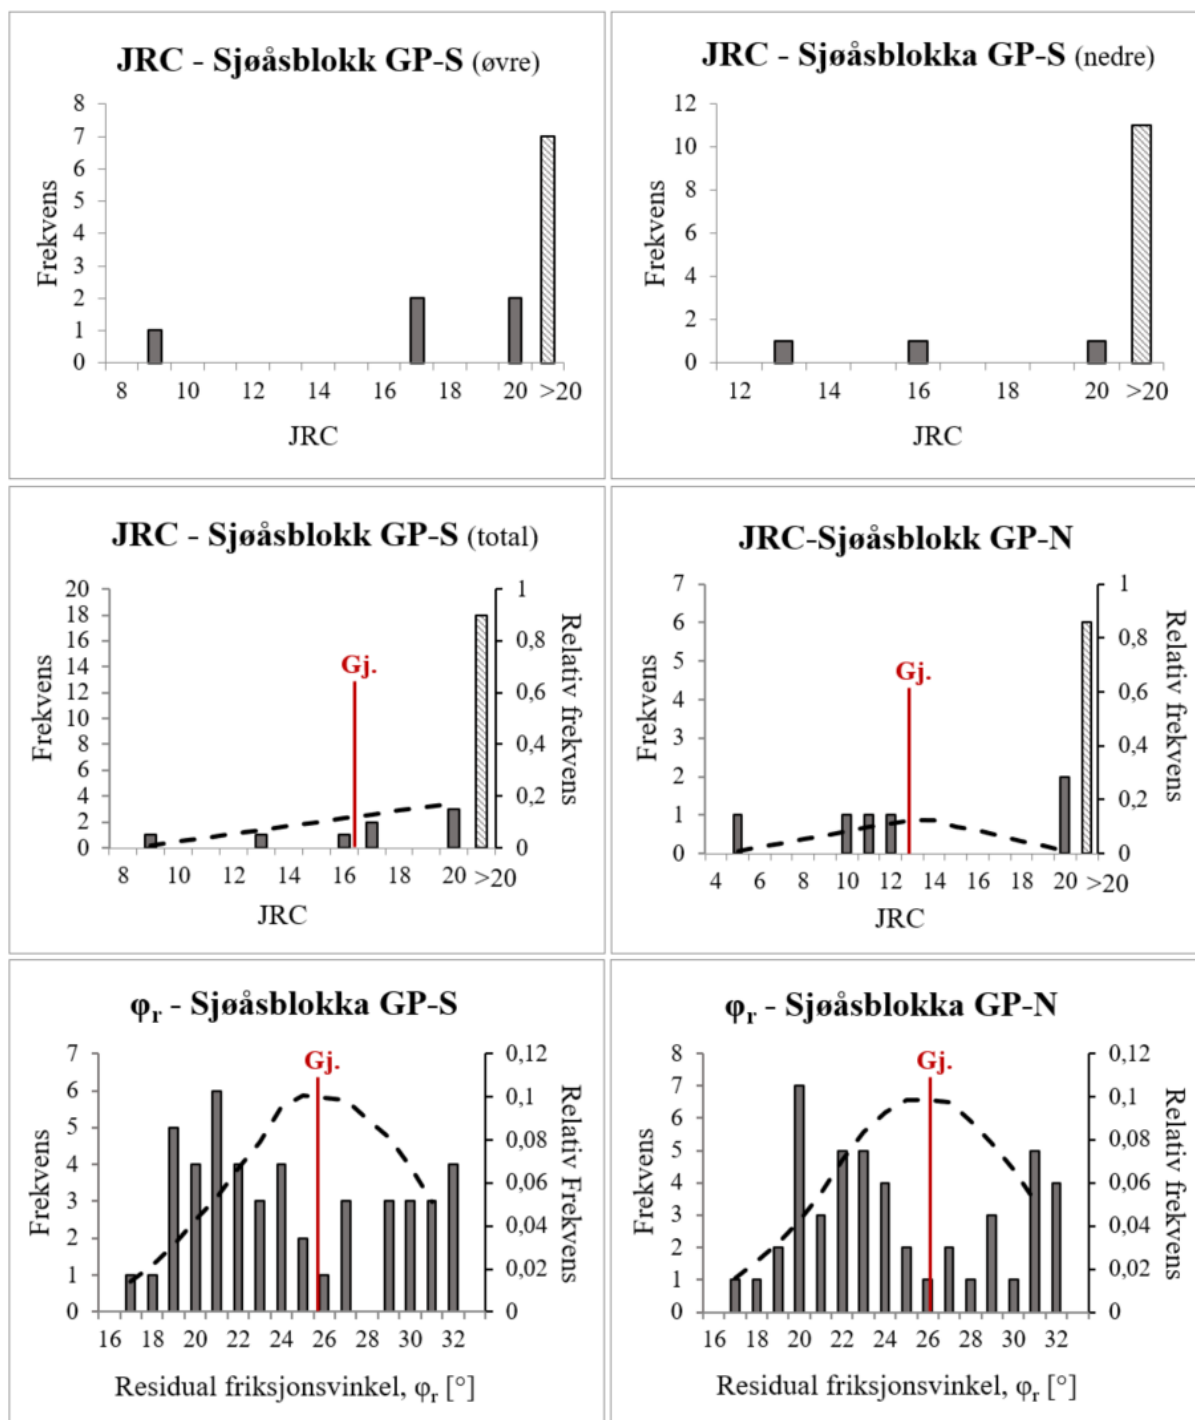 JRC - Sjøåsblokk GP-S (øvre)
8
7
6
5
4
3
2
1
0
Frekvens
8 10 12 12 14 16 18 20 >20
JRC
JRC - Sjøåsblokka GP-S (nedre)
12
10
8
6
4
2
0
Frekvens
12 14 16 18 20 >20
JRC
JRC - Sjøåsblokk GP-S (total)
20
18
16
14
12
10
8
6
4
2
0
Frekvens
Gj.
1
0,8
0,6
0,4
0,2
0
Relativ frekvens
8 10 12 14 16 18 20 >20
JRC
JRC-Sjøåsblokk GP-N
7
6
5
4
3
2
1
0
Frekvens
Gj.
1
0,8
0,6
0,4
0,2
0
Relativ frekvens
4 6 8 10 12 14 16 18 20 >20
JRC
φr - Sjøåsblokka GP-S
7
6
5
4
3
2
1
0
Frekvens
Gj.
0,12
0,1
0,08
0,06
0,04
0,02
0
Relativ Frekvens
16 18 20 22 24 26 28 30 32
Residual friksjonsvinkel, φr [°]
φr - Sjøåsblokka GP-N
8
7
6
5
4
3
2
1
0
Frekvens
Gj.
0,12
0,1
0,08
0,06
0,04
0,02
0
Relativ frekvens
16 18 20 22 24 26 28 30 32
Residual friksjonsvinkel, φr [°]